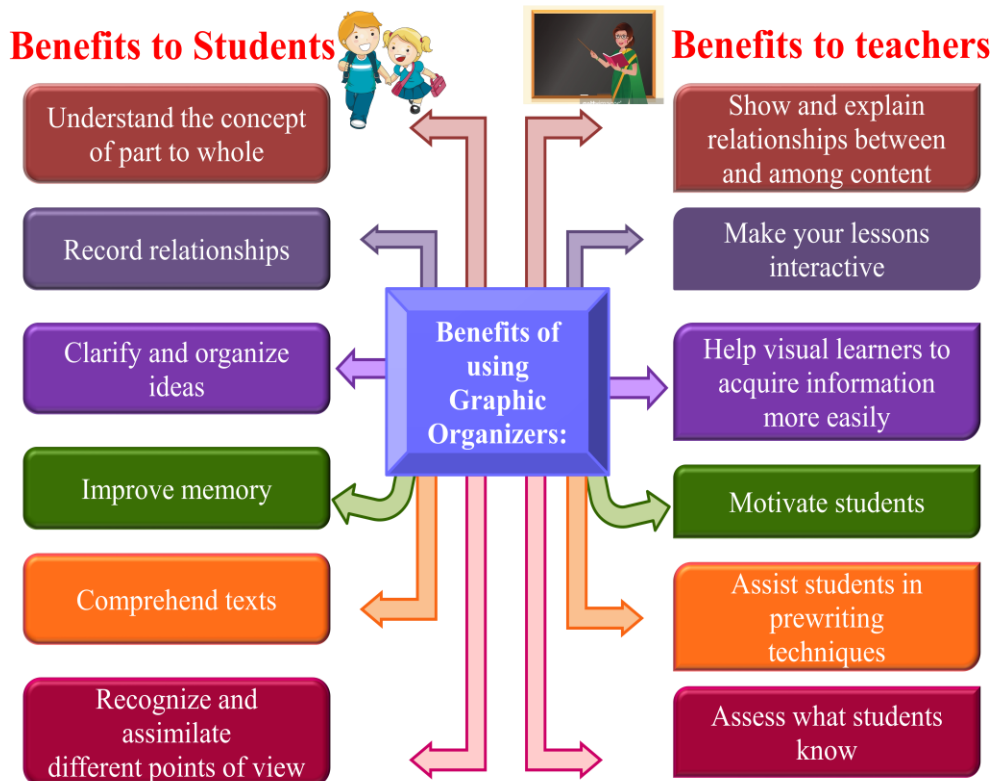 Benefits to Students
Understand the concept
of part to whole
Record relationships
Clarify and organize
ideas
Improve memory
Comprehend texts
Recognize and
assimilate
different points of view
Benefits of
using
Graphic
Organizers:
Benefits to teachers
Show and explain
relationships between
and among content
Make your lessons
interactive
Help visual learners to
acquire information
more easily
Motivate students
Assist students in
prewriting
techniques
Assess what students
know